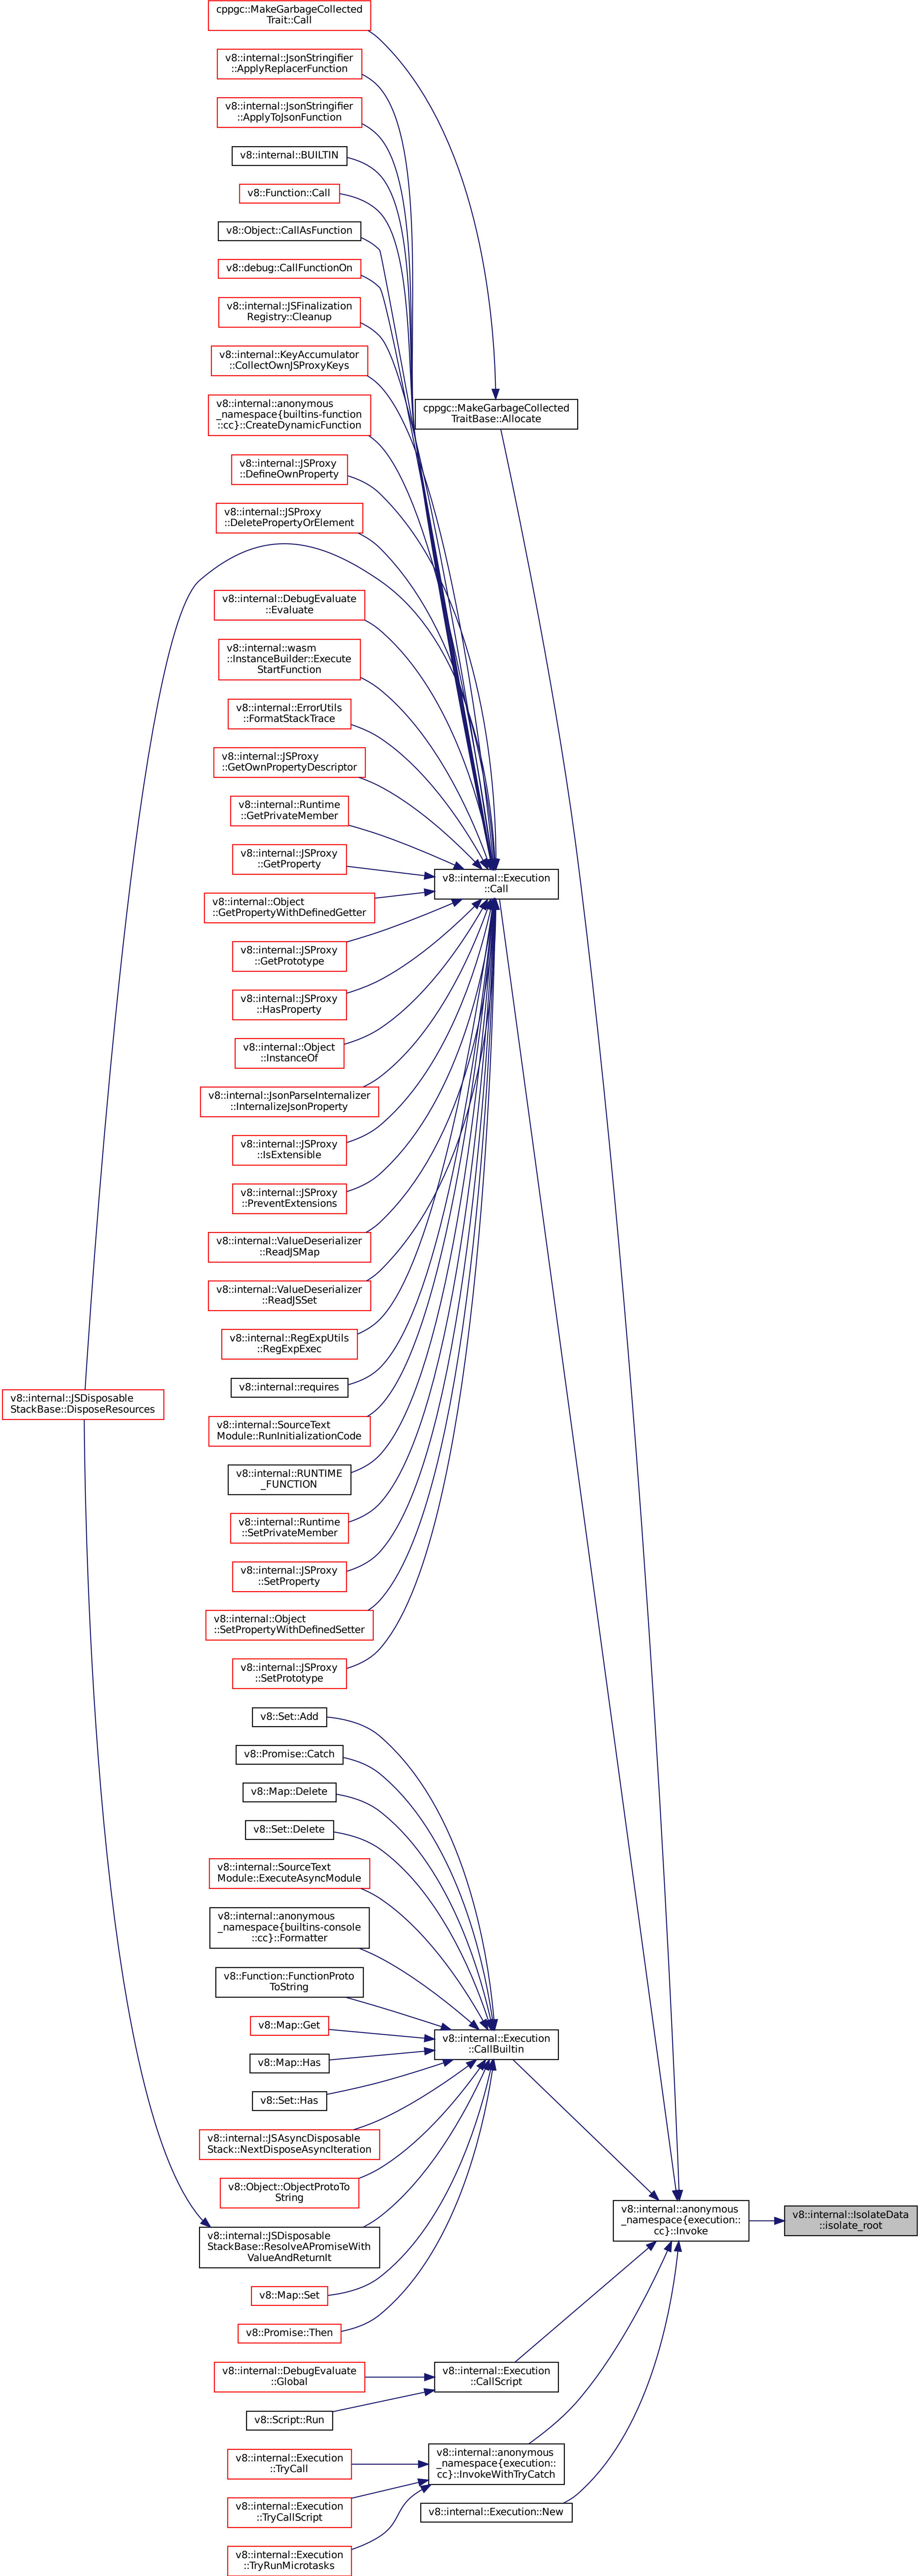 cppgc::MakeGarbageCollected
Trait::Call
v8::internal::JsonStringifier
::ApplyReplacerFunction
v8::internal::JsonStringifier
::ApplyToJsonFunction
v8::internal::BUILTIN
v8::Function::Call
v8::Object::CallAsFunction
v8::debug::CallFunctionOn
v8::internal::JSFinalization
Registry::Cleanup
v8::internal::KeyAccumulator
::CollectOwnJSProxyKeys
v8::internal::anonymous
_namespace{builtins-function
::cc}::CreateDynamicFunction
cppgc::MakeGarbageCollected
TraitBase::Allocate
v8::internal::JSProxy
::DefineOwnProperty
v8::internal::JSProxy
::DeletePropertyOrElement
v8::internal::DebugEvaluate
::Evaluate
v8::internal::wasm
::InstanceBuilder::Execute
StartFunction
v8::internal::ErrorUtils
::FormatStackTrace
v8::internal::JSProxy
::GetOwnPropertyDescriptor
v8::internal::Runtime
::GetPrivateMember
v8::internal::JSProxy
::GetProperty
v8::internal::Execution
::Call
v8::internal::Object
::GetPropertyWithDefinedGetter
v8::internal::JSProxy
::GetPrototype
v8::internal::JSProxy
::HasProperty
v8::internal::Object
::InstanceOf
v8::internal::JsonParseInternalizer
::InternalizeJsonProperty
v8::internal::JSProxy
::IsExtensible
v8::internal::JSProxy
::PreventExtensions
v8::internal::ValueDeserializer
::ReadJSMap
v8::internal::ValueDeserializer
::ReadJSSet
v8::internal::RegExpUtils
::RegExpExec
v8::internal::requires
v8::internal::JSDisposable
StackBase::DisposeResources
v8::internal::SourceText
Module::RunInitializationCode
v8::internal::RUNTIME
_FUNCTION
v8::internal::Runtime
::SetPrivateMember
v8::internal::JSProxy
::SetProperty
v8::internal::Object
::SetPropertyWithDefinedSetter
v8::internal::JSProxy
::SetPrototype
v8::Set::Add
v8::Promise::Catch
v8::Map::Delete
v8::Set::Delete
v8::internal::SourceText
Module::ExecuteAsyncModule
v8::internal::anonymous
_namespace{builtins-console
::cc}::Formatter
v8::Function::FunctionProto
ToString
v8::Map::Get
v8::internal::Execution
::CallBuiltin
v8::Map::Has
v8::Set::Has
v8::internal::JSAsyncDisposable
Stack::NextDisposeAsyncIteration
v8::Object::ObjectProtoTo
String
v8::internal::JSDisposable
StackBase::ResolveAPromiseWith
ValueAndReturnIt
v8::internal::anonymous
_namespace{execution::
cc}::Invoke
v8::internal::IsolateData
::isolate_root
v8::Map::Set
v8::Promise::Then
v8::internal::DebugEvaluate
::Global
v8::internal::Execution
::CallScript
v8::Script::Run
v8::internal::Execution
::TryCall
v8::internal::anonymous
_namespace{execution::
cc}::InvokeWithTryCatch
v8::internal::Execution
::TryCallScript
v8::internal::Execution::New
v8::internal::Execution
::TryRunMicrotasks